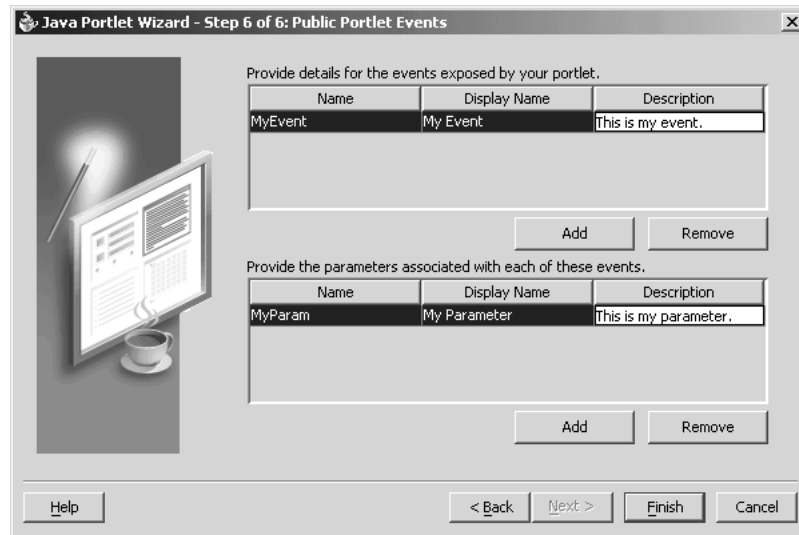 Java Portlet Wizard - Step 6 of 6: Public Portlet Events
Provide details for the events exposed by your portlet.
Name Display Name Description
MyEvent My Event This is my event.
Add Remove
Provide the parameters associated with each of these events.
Name Display Name Description
MyParam My Parameter This is my parameter.
Add Remove
Help < Back Next > Finish Cancel